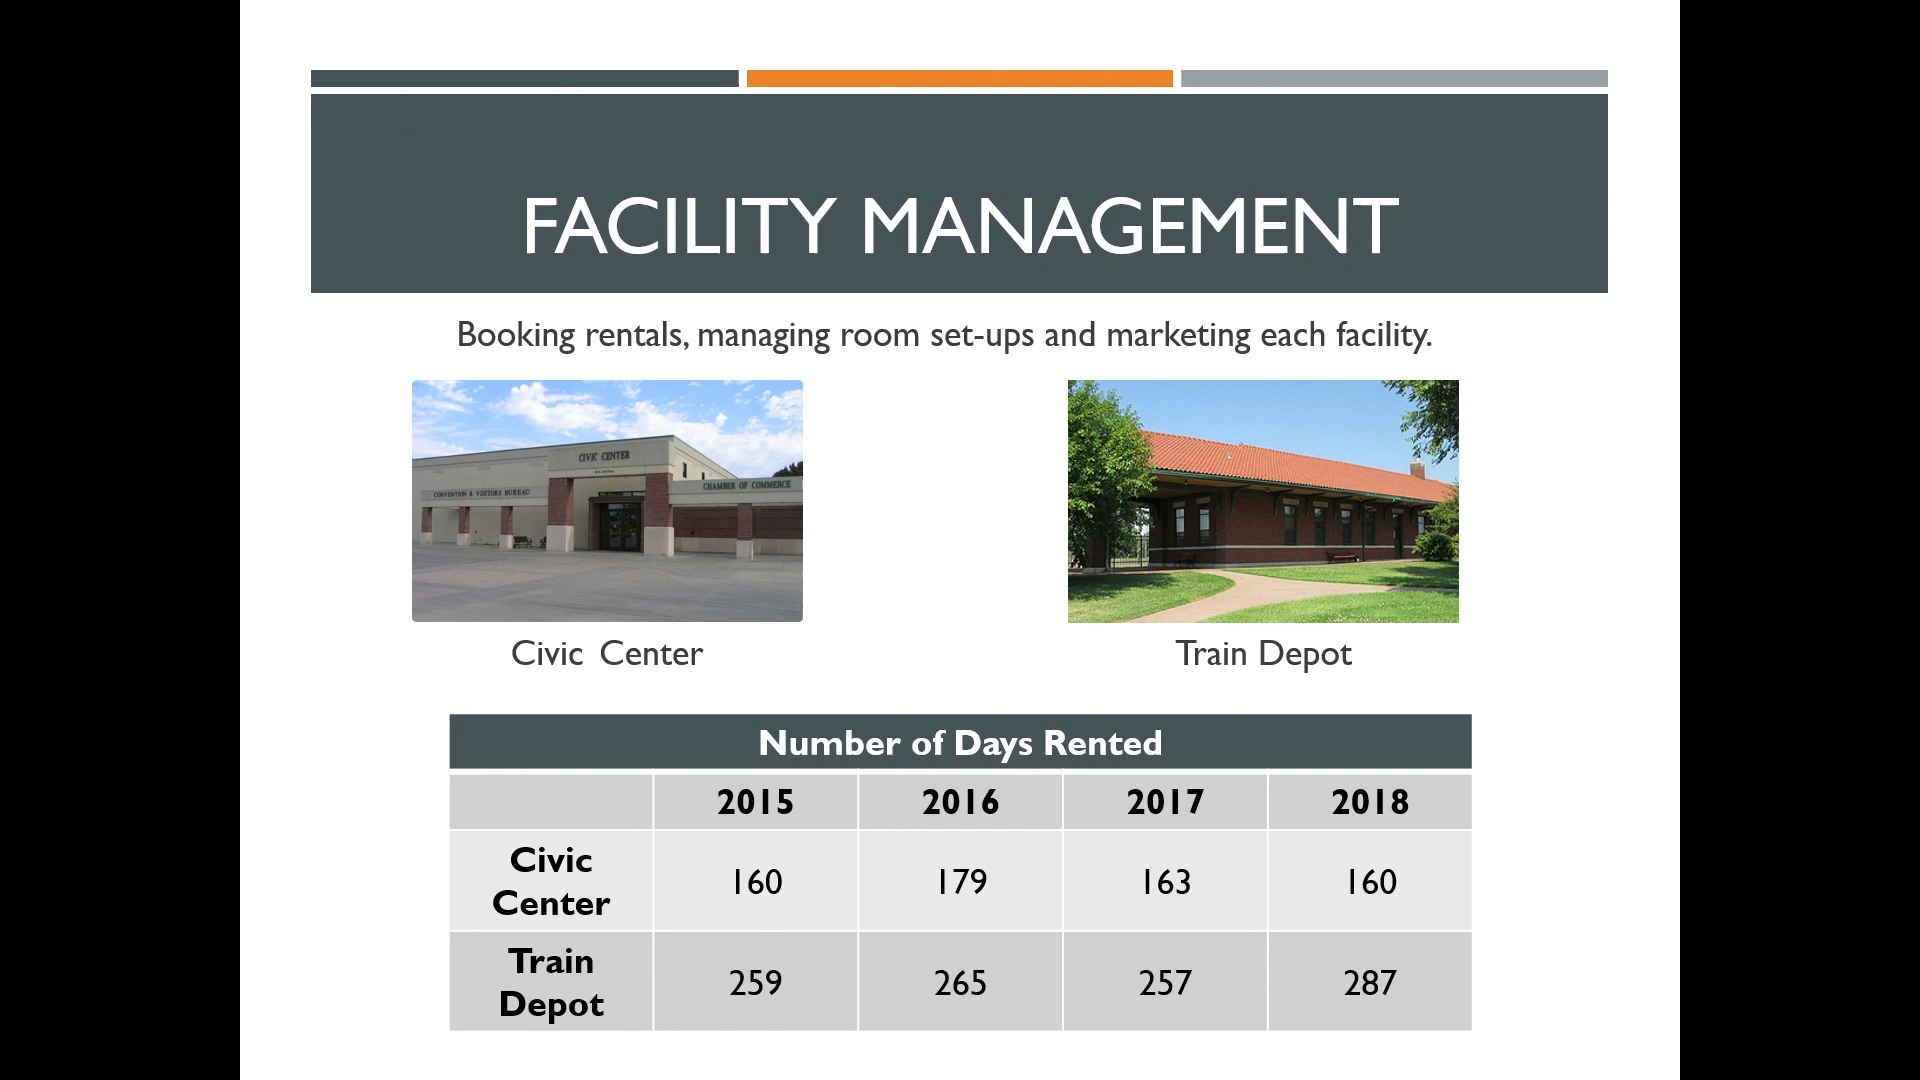 FACILITY MANAGEMENT
Booking rentals, managing room set-ups and marketing each facility.
CIVIC CENTER
CONVENTION & VISITORS BUREAU
CHAMBER OF COMMERCE
Civic Center
Train Depot
Number of Days Rented
2015 2016 2017 2018
Civic
Center
160 179 163 160
Train
Depot
259 265 257 287